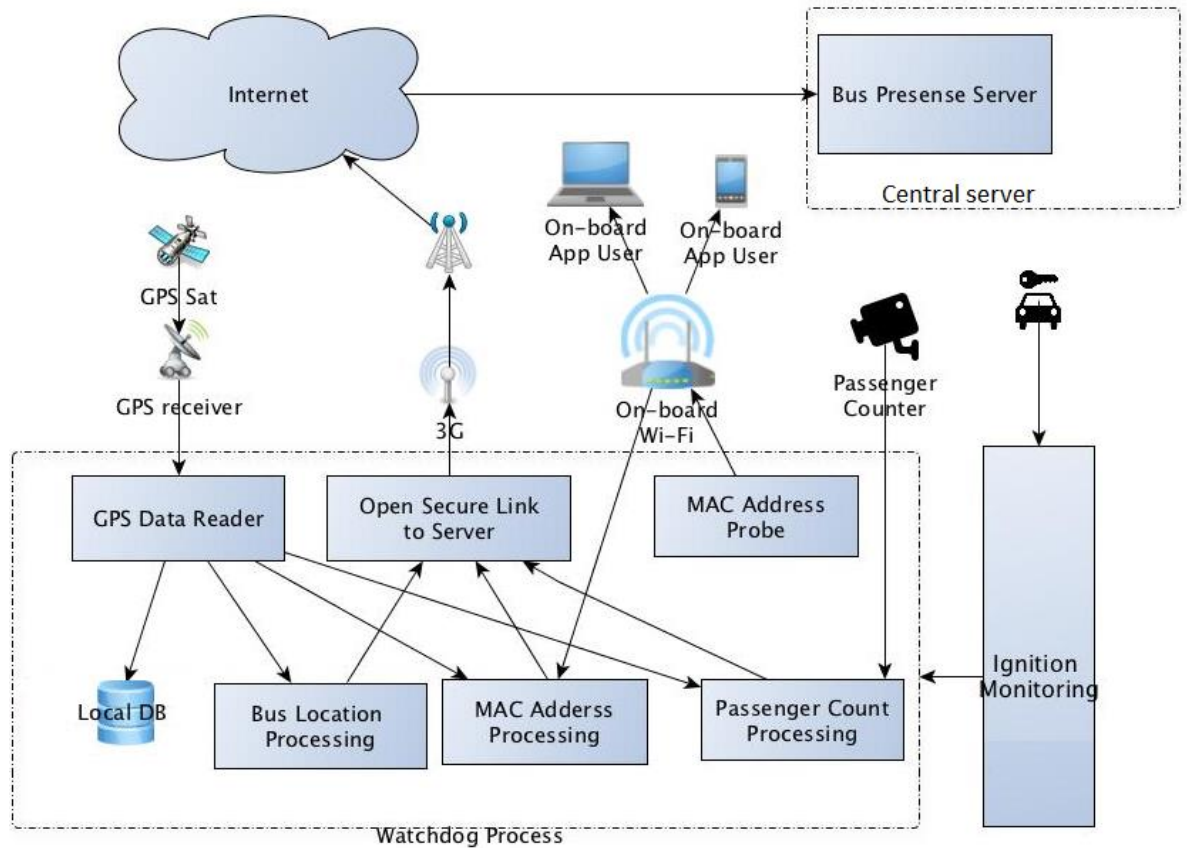 Internet
Bus Presense Server
Central server
On-board
App User
On-board
App User
GPS Sat
GPS receiver
3G
On-board
Wi-Fi
Passenger
Counter
GPS Data Reader
Open Secure Link
to Server
MAC Address
Probe
Ignition
Monitoring
Local DB
Bus Location
Processing
MAC Adderss
Processing
Passenger Count
Processing
Watchdog Process